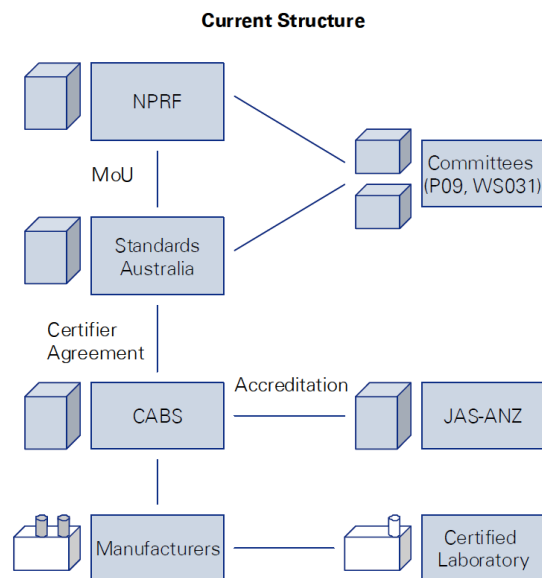 Current Structure
NPRF
Committees
(P09, WS031)
MoU
Standards
Australia
Certifier
Agreement
Accreditation
CABS
JAS-ANZ
Manufacturers
Certified
Laboratory